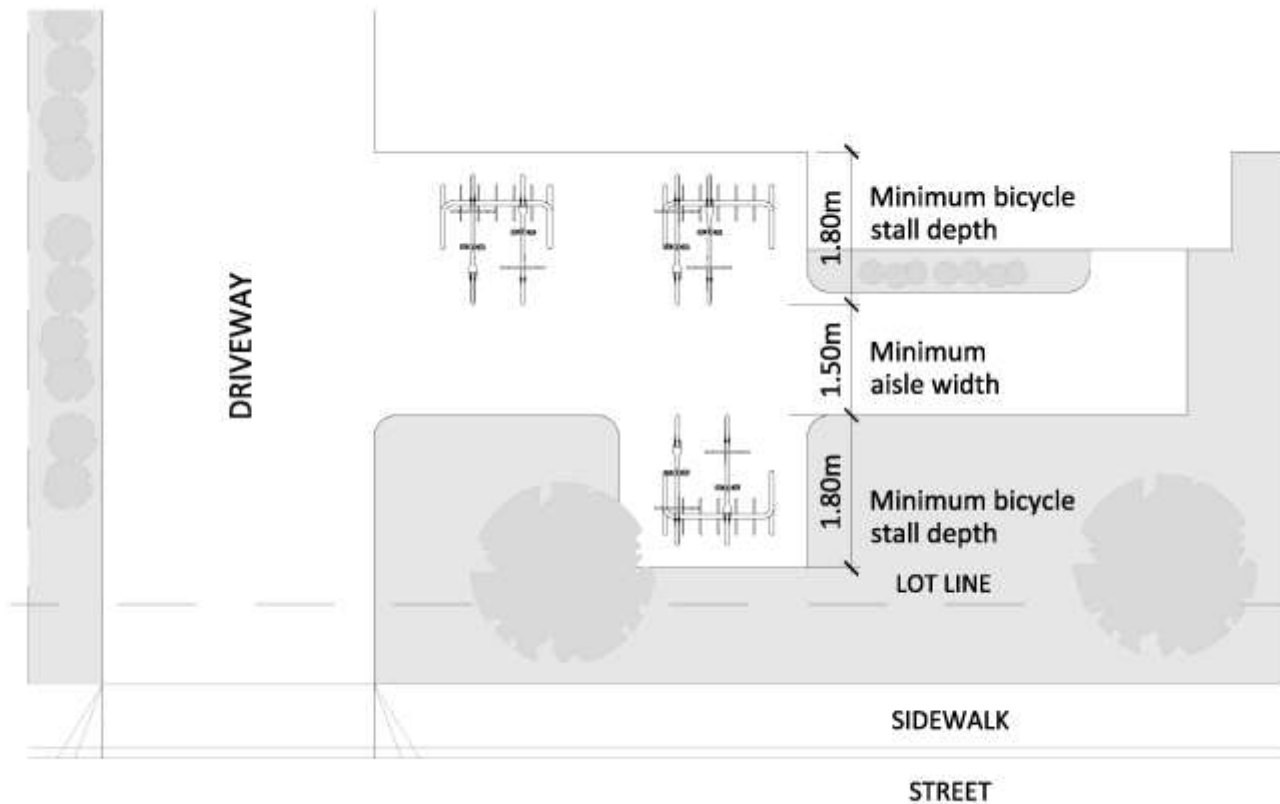 1.80m
Minimum bicycle
stall depth
DRIVEWAY
1.50m
Minimum
aisle width
1.80m
Minimum bicycle
stall depth
LOT LINE
SIDEWALK
STREET